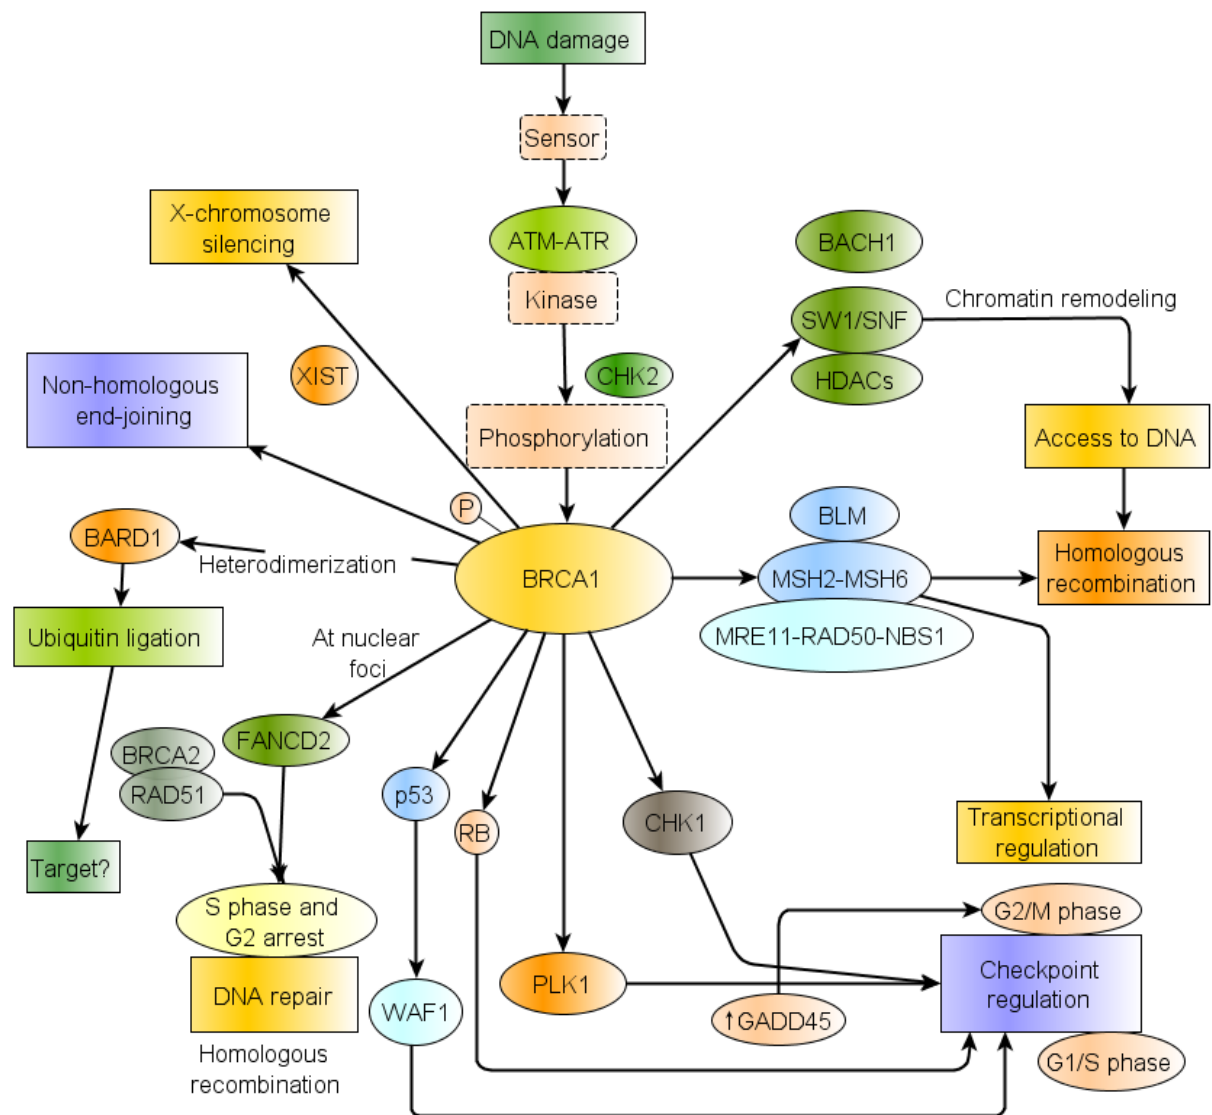 DNA damage
Sensor
X-chromosome
silencing
ATM-ATR
BACH1
Kinase
Chromatin remodeling
SW1/SNF
XIST
CHK2
HDACs
Non-homologous
end-joining
Phosphorylation
Access to DNA
P
BLM
BARD1
Heterodimerization
BRCA1
MSH2-MSH6
Homologous
recombination
Ubiquitin ligation
At nuclear
foci
MRE11-RAD50-NBS1
BRCA2
FANCD2
RAD51
p53
RB
CHK1
Transcriptional
regulation
Target?
S phase and
G2 arrest
G2/M phase
DNA repair
PLK1
Checkpoint
regulation
WAF1
↑GADD45
Homologous
recombination
G1/S phase